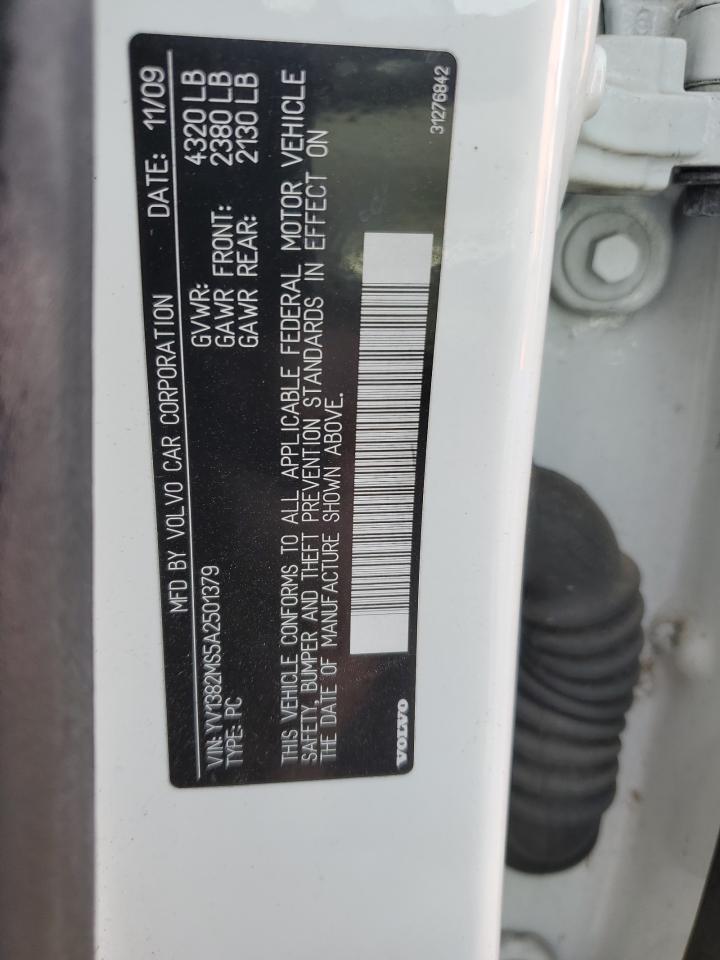 MFD BY VOLVO CAR CORPORATION DATE: 11/09
VIN: YV1382MS5A2501379 GVWR: 4320 LB
TYPE: PC GAWR FRONT: 2380 LB
GAWR REAR: 2130 LB
THIS VEHICLE CONFORMS TO ALL APPLICABLE FEDERAL MOTOR VEHICLE
SAFETY, BUMPER AND THEFT PREVENTION STANDARDS IN EFFECT ON
THE DATE OF MANUFACTURE SHOWN ABOVE.
VOLVO 31276842